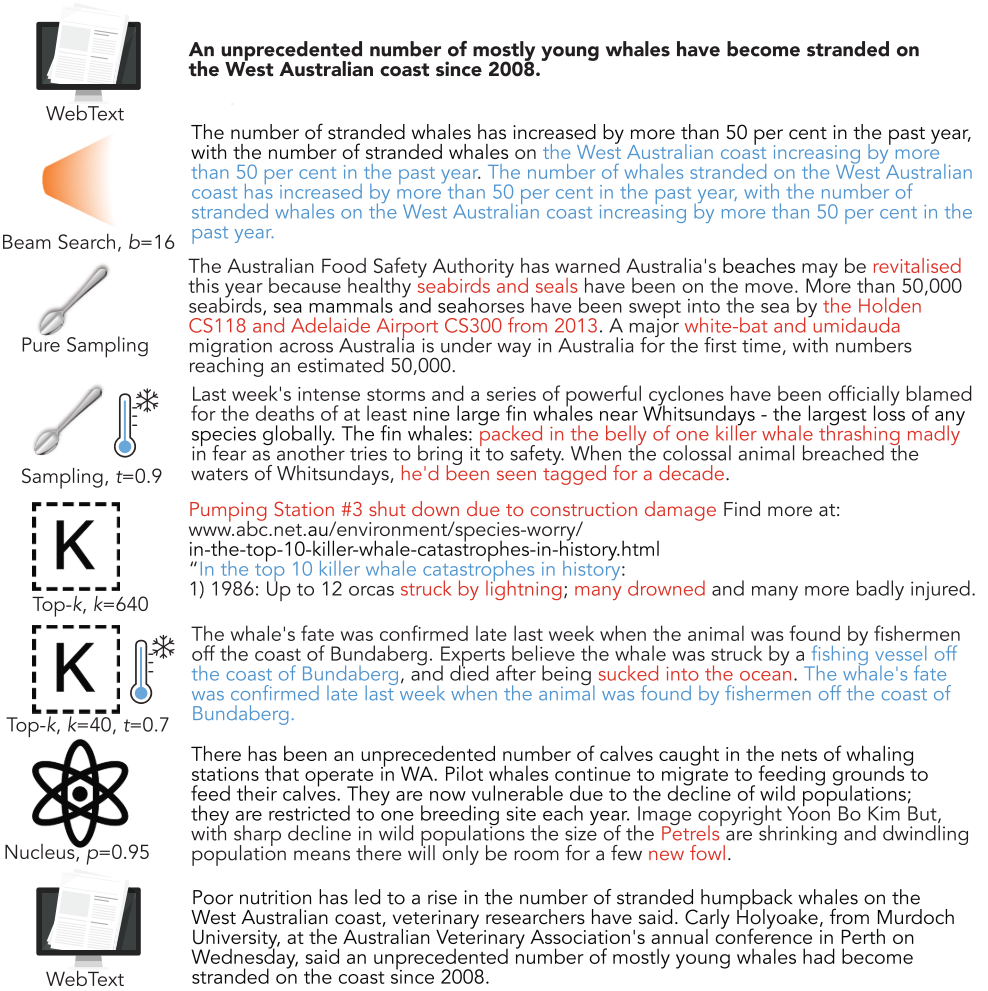 An unprecedented number of mostly young whales have become stranded on
the West Australian coast since 2008.
WebText
The number of stranded whales has increased by more than 50 per cent in the past year,
with the number of stranded whales on the West Australian coast increasing by more
than 50 per cent in the past year. The number of whales stranded on the West Australian
coast has increased by more than 50 per cent in the past year, with the number of
stranded whales on the West Australian coast increasing by more than 50 per cent in the
past year.
Beam Search, b=16
The Australian Food Safety Authority has warned Australia's beaches may be revitalised
this year because healthy seabirds and seals have been on the move. More than 50,000
seabirds, sea mammals and seahorses have been swept into the sea by the Holden
CS118 and Adelaide Airport CS300 from 2013. A major white-bat and umidauda
migration across Australia is under way in Australia for the first time, with numbers
reaching an estimated 50,000.
Pure Sampling
Last week's intense storms and a series of powerful cyclones have been officially blamed
for the deaths of at least nine large fin whales near Whitsundays - the largest loss of any
species globally. The fin whales: packed in the belly of one killer whale thrashing madly
in fear as another tries to bring it to safety. When the colossal animal breached the
waters of Whitsundays, he'd been seen tagged for a decade.
Sampling, t=0.9
Pumping Station #3 shut down due to construction damage Find more at:
www.abc.net.au/environment/species-worry/
in-the-top-10-killer-whale-catastrophes-in-history.html
“In the top 10 killer whale catastrophes in history:
1) 1986: Up to 12 orcas struck by lightning; many drowned and many more badly injured.
K
Top-k, k=640
The whale's fate was confirmed late last week when the animal was found by fishermen
off the coast of Bundaberg. Experts believe the whale was struck by a fishing vessel off
the coast of Bundaberg, and died after being sucked into the ocean. The whale's fate
was confirmed late last week when the animal was found by fishermen off the coast of
Bundaberg.
K
Top-k, k=40, t=0.7
There has been an unprecedented number of calves caught in the nets of whaling
stations that operate in WA. Pilot whales continue to migrate to feeding grounds to
feed their calves. They are now vulnerable due to the decline of wild populations;
they are restricted to one breeding site each year. Image copyright Yoon Bo Kim But,
with sharp decline in wild populations the size of the Petrels are shrinking and dwindling
population means there will only be room for a few new fowl.
Nucleus, p=0.95
Poor nutrition has led to a rise in the number of stranded humpback whales on the
West Australian coast, veterinary researchers have said. Carly Holyoake, from Murdoch
University, at the Australian Veterinary Association's annual conference in Perth on
Wednesday, said an unprecedented number of mostly young whales had become
stranded on the coast since 2008.
WebText